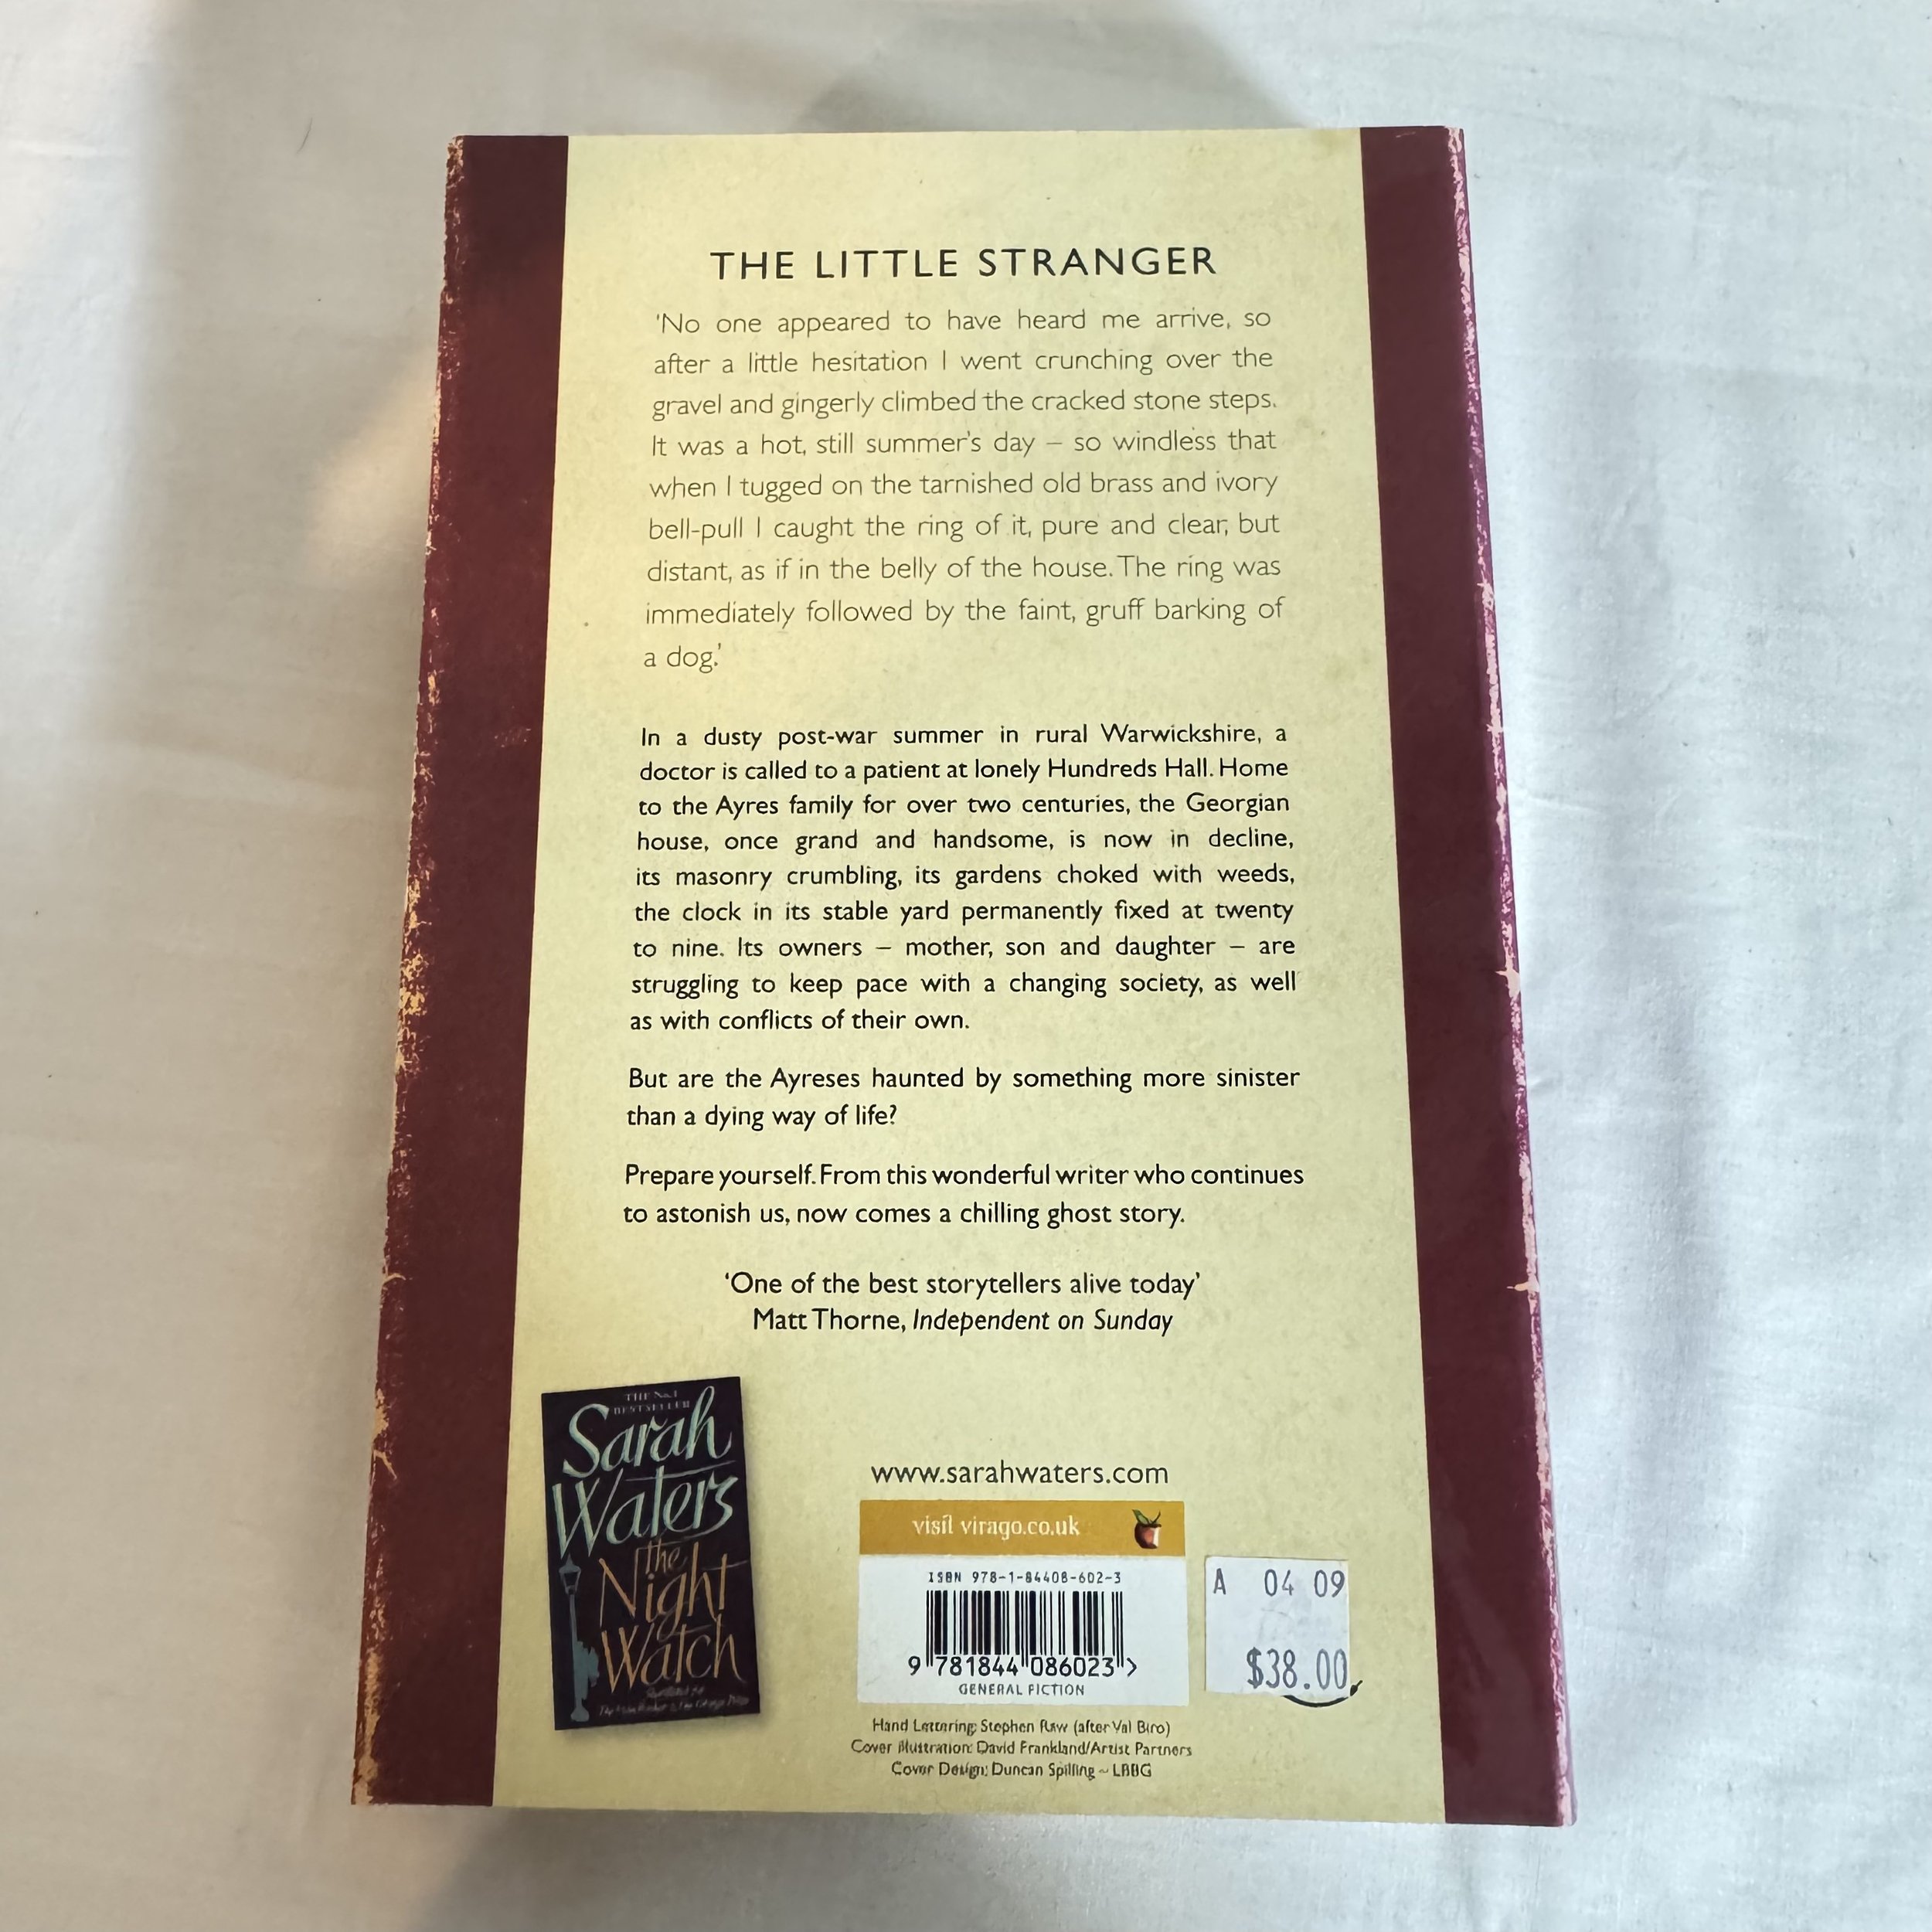 THE LITTLE STRANGER
‘No one appeared to have heard me arrive, so
after a little hesitation I went crunching over the
gravel and gingerly climbed the cracked stone steps.
It was a hot, still summer’s day – so windless that
when I tugged on the tarnished old brass and ivory
bell-pull I caught the ring of it, pure and clear, but
distant, as if in the belly of the house. The ring was
immediately followed by the faint, gruff barking of
a dog.’
In a dusty post-war summer in rural Warwickshire, a
doctor is called to a patient at lonely Hundreds Hall. Home
to the Ayres family for over two centuries, the Georgian
house, once grand and handsome, is now in decline,
its masonry crumbling, its gardens choked with weeds,
the clock in its stable yard permanently fixed at twenty
to nine. Its owners – mother, son and daughter – are
struggling to keep pace with a changing society, as well
as with conflicts of their own.
But are the Ayreses haunted by something more sinister
than a dying way of life?
Prepare yourself. From this wonderful writer who continues
to astonish us, now comes a chilling ghost story.
‘One of the best storytellers alive today’
Matt Thorne, Independent on Sunday
THE No.1
BESTSELLER
Sarah
Waters
The
Night
Watch
www.sarahwaters.com
visit virago.co.uk
ISBN 978-1-84408-602-3
9 781844 086023 >
GENERAL FICTION
A 04 09
$38.00
Hand Lettering: Stephen Raw (after Val Biro)
Cover illustration: David Frankland/Artist Partners
Cover Design: Duncan Spilling ~ LBBG